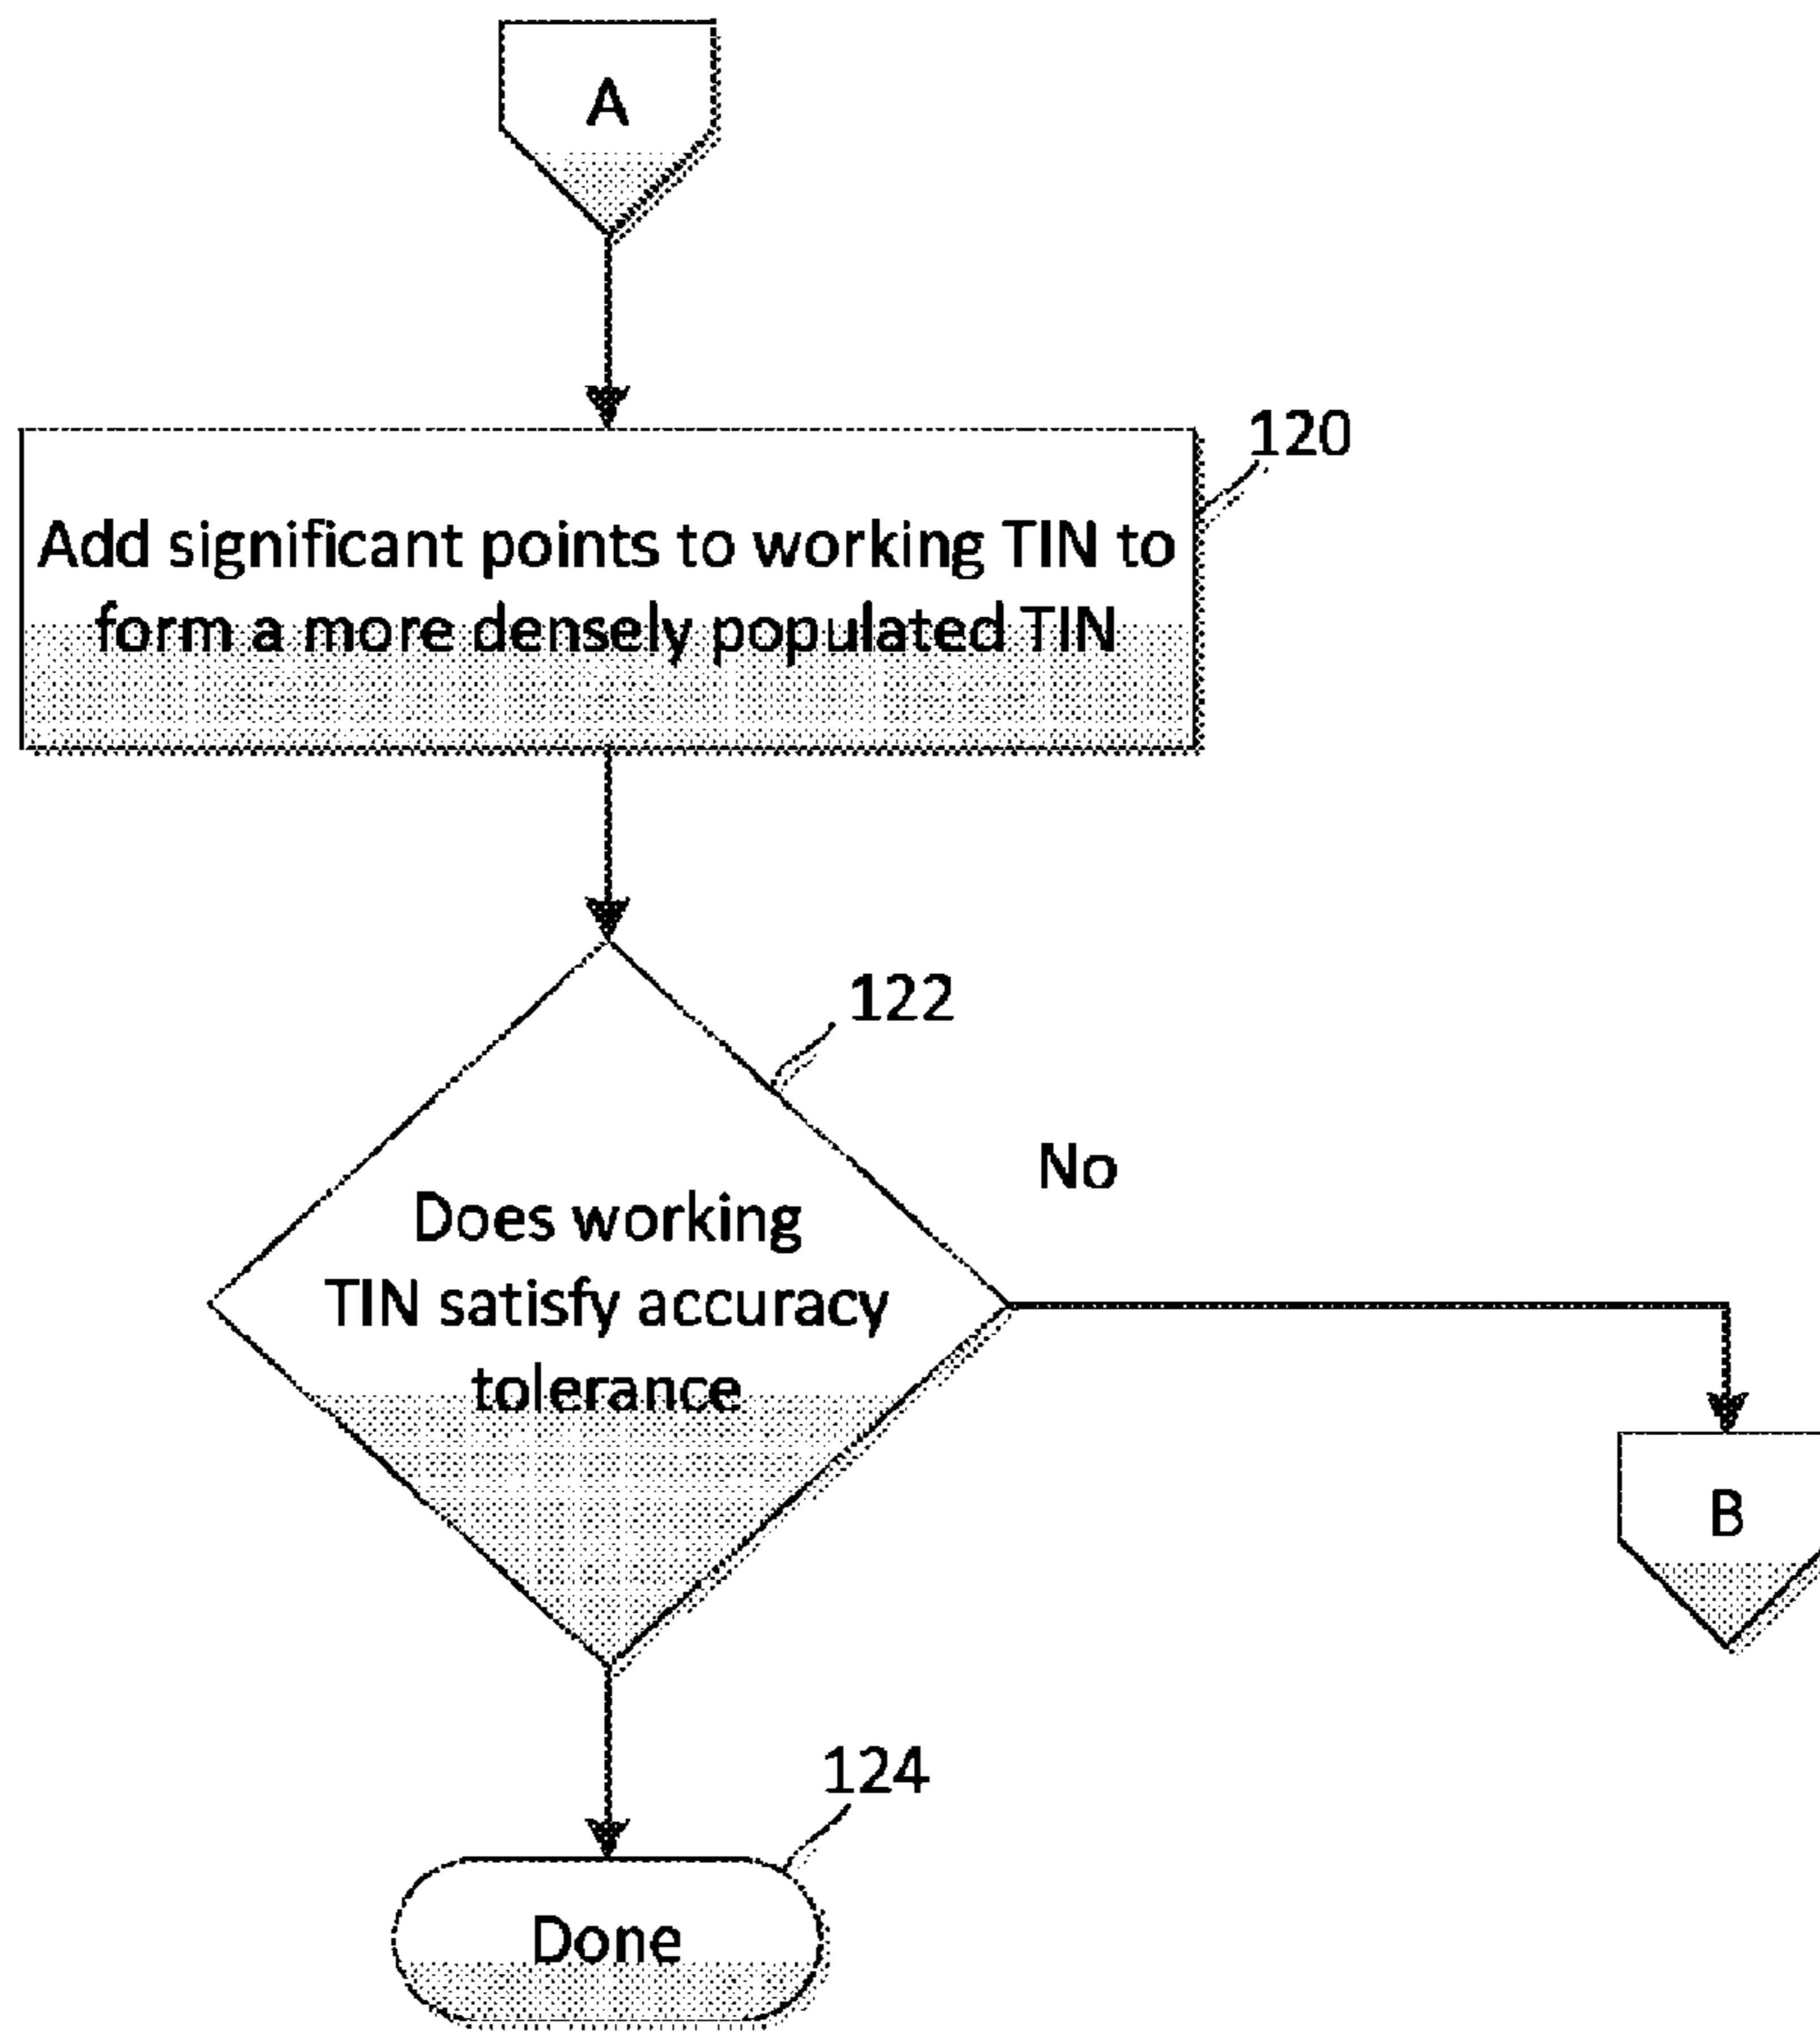 A
120
Add significant points to working TIN to
form a more densely populated TIN
122
No
Does working
TIN satisfy accuracy
tolerance
B
124
Done